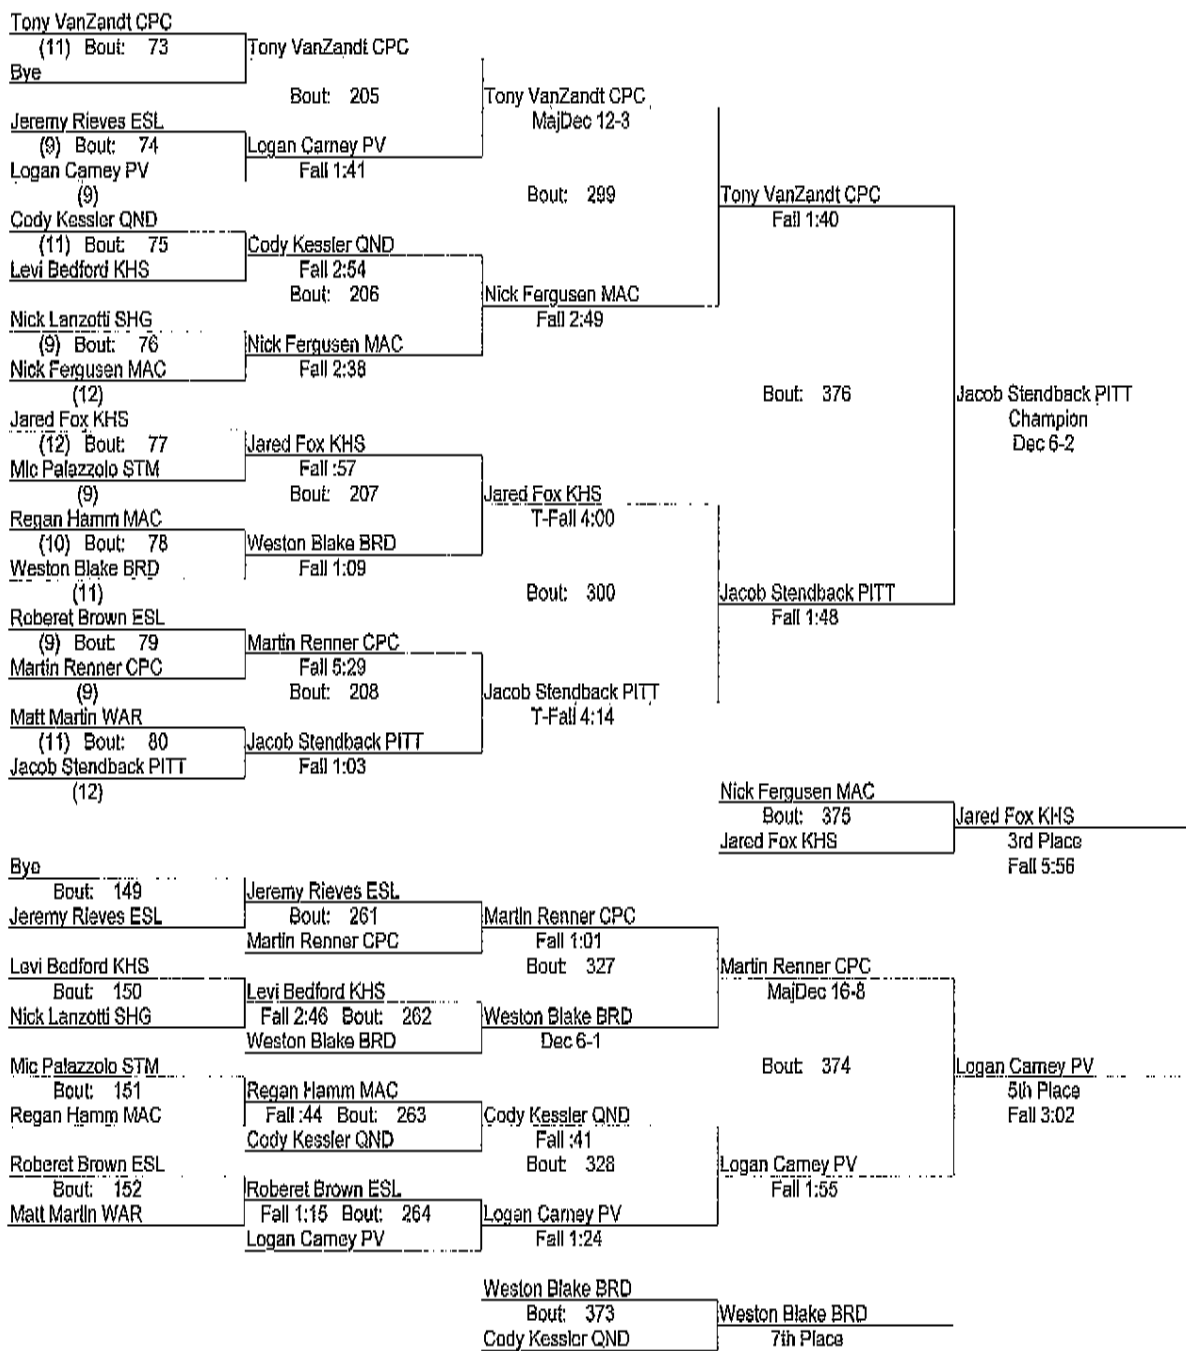 Tony VanZandt CPC
(11) Bout: 73
Bye
Tony VanZandt CPC
Bout: 205
Jeremy Rieves ESL
(9) Bout: 74
Logan Carney PV
(9)
Logan Carney PV
Fall 1:41
Tony VanZandt CPC
MajDec 12-3
Bout: 299
Cody Kessler QND
(11) Bout: 75
Levi Bedford KHS
Cody Kessler QND
Fall 2:54
Bout: 206
Nick Lanzotti SHG
(9) Bout: 76
Nick Fergusen MAC
(12)
Nick Fergusen MAC
Fall 2:38
Nick Fergusen MAC
Fall 2:49
Tony VanZandt CPC
Fall 1:40
Bout: 376
Jared Fox KHS
(12) Bout: 77
Mic Palazzolo STM
(9)
Jared Fox KHS
Fall :57
Bout: 207
Regan Hamm MAC
(10) Bout: 78
Weston Blake BRD
(11)
Weston Blake BRD
Fall 1:09
Jared Fox KHS
T-Fall 4:00
Bout: 300
Roberet Brown ESL
(9) Bout: 79
Martin Renner CPC
(9)
Martin Renner CPC
Fall 5:29
Bout: 208
Matt Martin WAR
(11) Bout: 80
Jacob Stendback PITT
(12)
Jacob Stendback PITT
Fall 1:03
Jacob Stendback PITT
T-Fall 4:14
Jacob Stendback PITT
Fall 1:48
Jacob Stendback PITT
Champion
Dec 6-2
Nick Fergusen MAC
Bout: 375
Jared Fox KHS
Jared Fox KHS
3rd Place
Fall 5:56
Bye
Bout: 149
Jeremy Rieves ESL
Jeremy Rieves ESL
Bout: 261
Martin Renner CPC
Martin Renner CPC
Fall 1:01
Bout: 327
Levi Bedford KHS
Bout: 150
Nick Lanzotti SHG
Levi Bedford KHS
Fall 2:46 Bout: 262
Weston Blake BRD
Weston Blake BRD
Dec 6-1
Martin Renner CPC
MajDec 16-8
Bout: 374
Mic Palazzolo STM
Bout: 151
Regan Hamm MAC
Regan Hamm MAC
Fall :44 Bout: 263
Cody Kessler QND
Cody Kessler QND
Fall :41
Bout: 328
Roberet Brown ESL
Bout: 152
Matt Martin WAR
Roberet Brown ESL
Fall 1:15 Bout: 264
Logan Carney PV
Logan Carney PV
Fall 1:24
Logan Carney PV
Fall 1:55
Logan Carney PV
5th Place
Fall 3:02
Weston Blake BRD
Bout: 373
Cody Kessler QND
Weston Blake BRD
7th Place